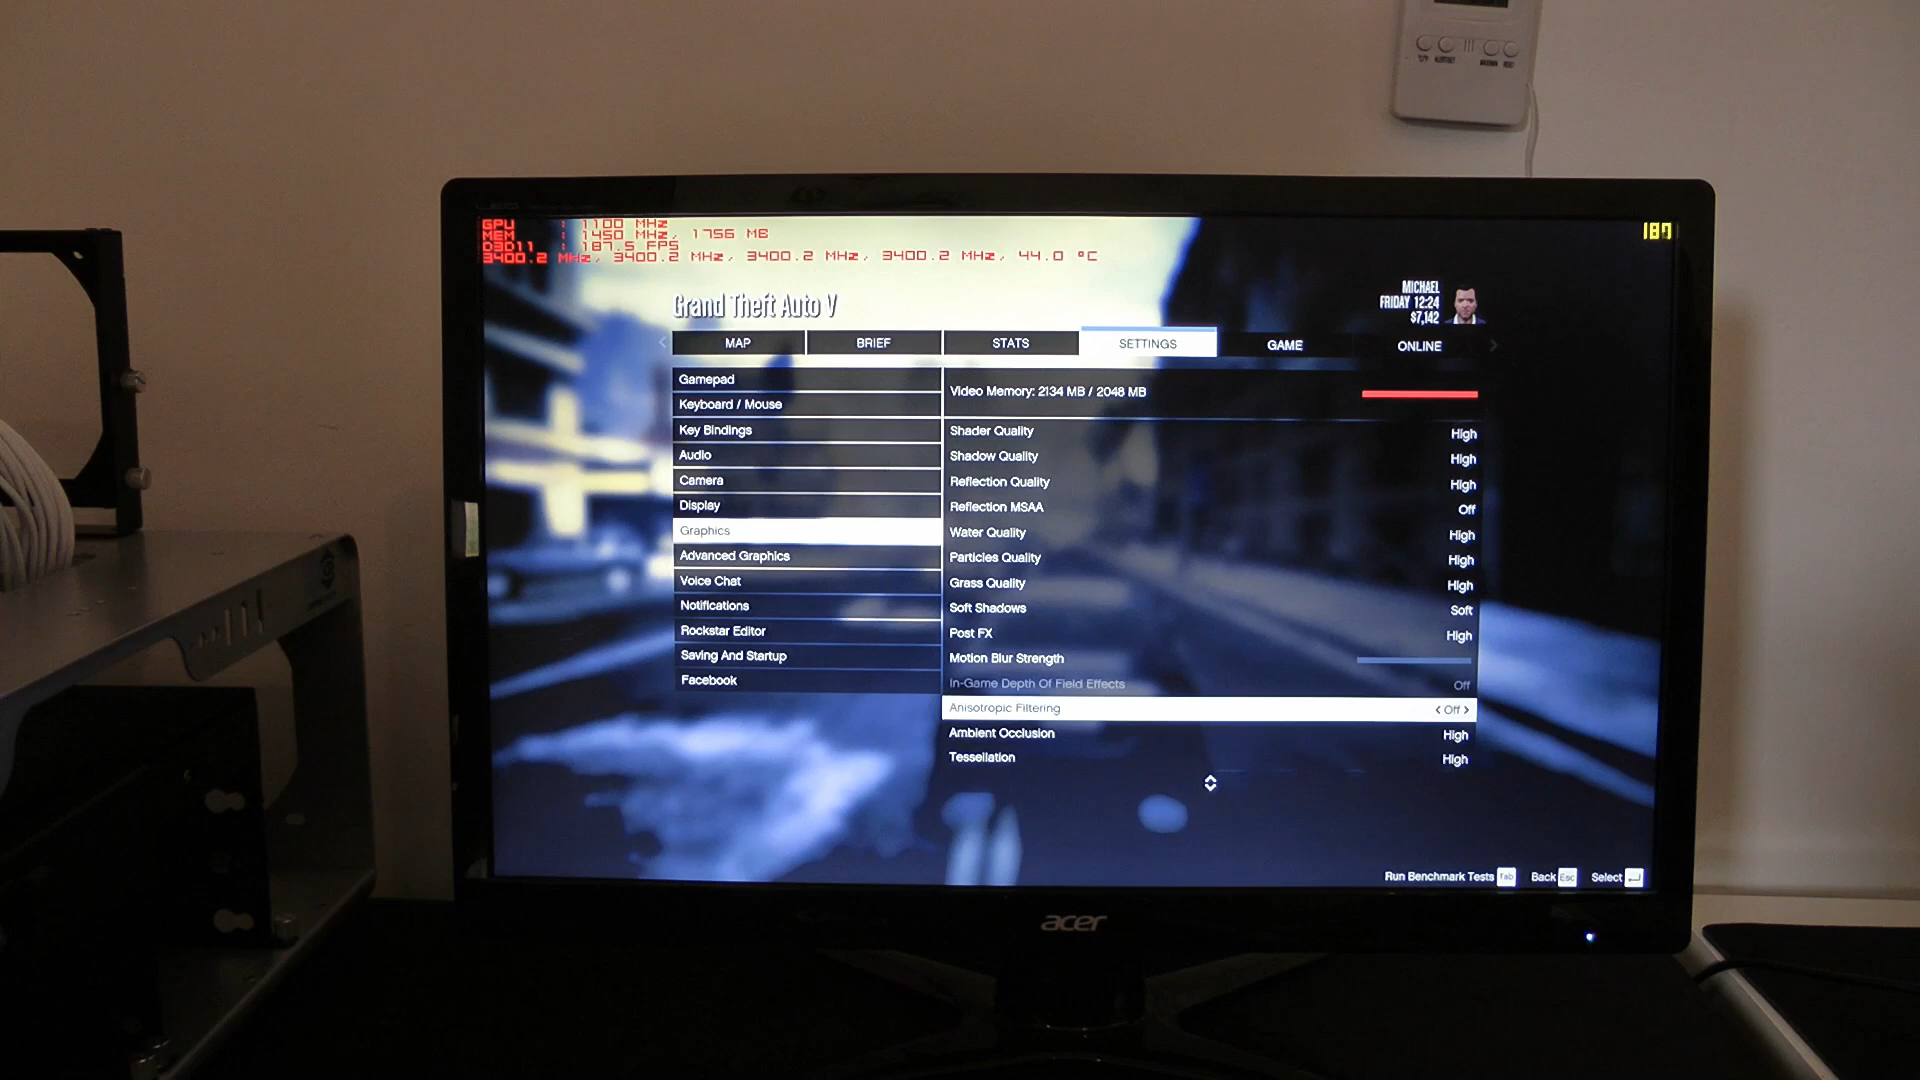 GPU : 1100 MHz
MEM : 1450 MHz, 1756 MB
D3D11 : 187.5 FPS
3400.2 MHz, 3400.2 MHz, 3400.2 MHz, 3400.2 MHz, 44.0 °C
187
Grand Theft Auto V
MICHAEL
FRIDAY 12:24
$7,142
MAP BRIEF STATS SETTINGS GAME ONLINE
Gamepad
Keyboard / Mouse
Key Bindings
Audio
Camera
Display
Graphics
Advanced Graphics
Voice Chat
Notifications
Rockstar Editor
Saving And Startup
Facebook
Video Memory: 2134 MB / 2048 MB
Shader Quality High
Shadow Quality High
Reflection Quality High
Reflection MSAA Off
Water Quality High
Particles Quality High
Grass Quality High
Soft Shadows Soft
Post FX High
Motion Blur Strength
In-Game Depth Of Field Effects Off
Anisotropic Filtering < Off >
Ambient Occlusion High
Tessellation High
Run Benchmark Tests Tab Back Esc Select
acer